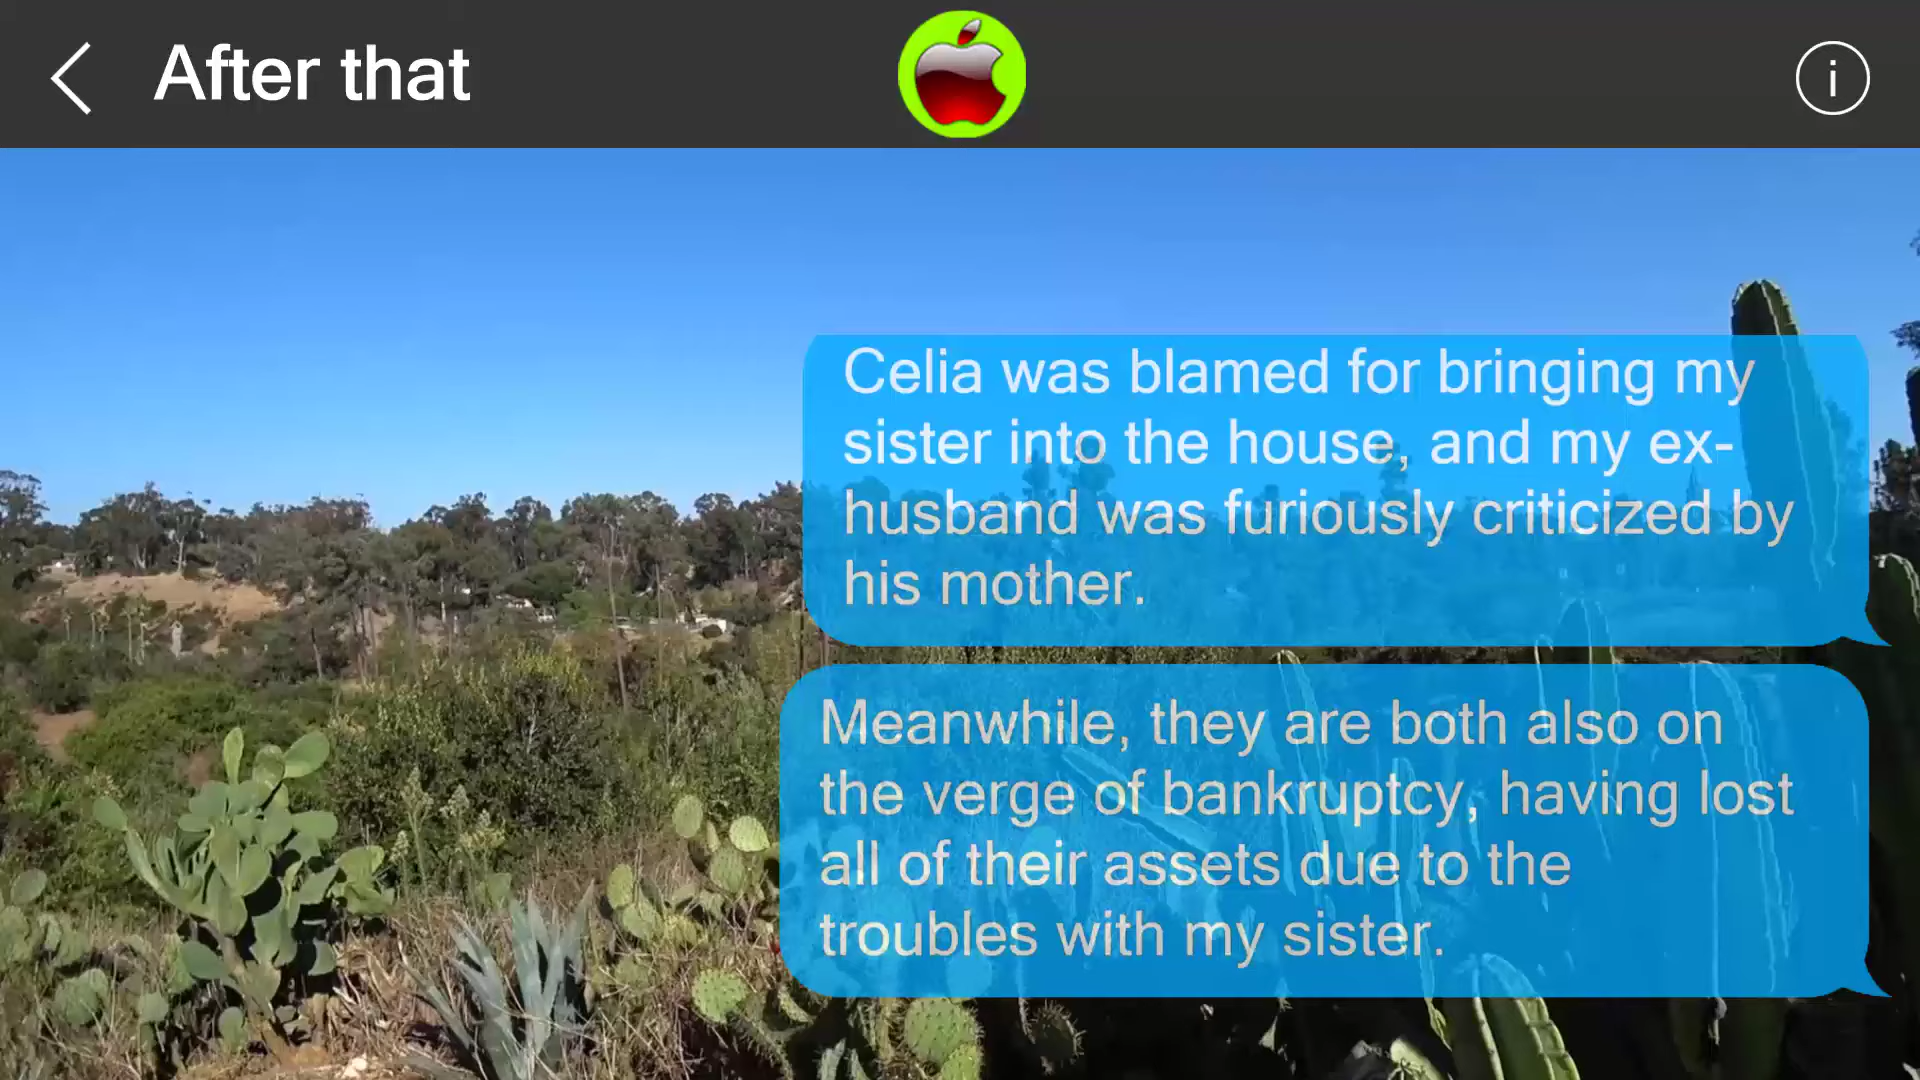 After that
i
Celia was blamed for bringing my
sister into the house, and my ex-
husband was furiously criticized by
his mother.
Meanwhile, they are both also on
the verge of bankruptcy, having lost
all of their assets due to the
troubles with my sister.